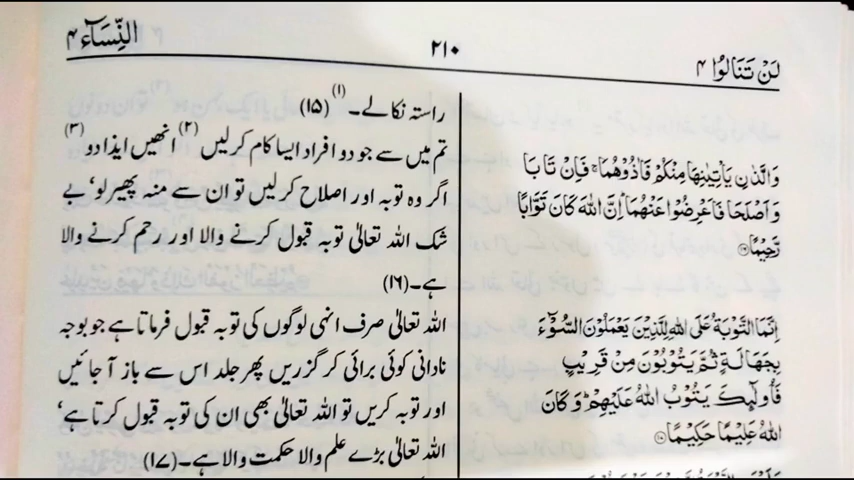 لَنْ تَنَالُوا ۴
۲۱۰
النِّسَاۤء ۴
وَالَّذٰنِ يَاْتِيٰنِهَا مِنْكُمْ فَاٰذُوْهُمَا ۚ فَاِنْ تَابَا
وَاَصْلَحَا فَاَعْرِضُوْا عَنْهُمَا ؕ اِنَّ اللّٰهَ كَانَ تَوَّابًا
رَّحِيْمًا ۝
اِنَّمَا التَّوْبَةُ عَلَى اللّٰهِ لِلَّذِيْنَ يَعْمَلُوْنَ السُّوْٓءَ
بِجَهَالَةٍ ثُمَّ يَتُوْبُوْنَ مِنْ قَرِيْبٍ
فَاُولٰٓىِٕكَ يَتُوْبُ اللّٰهُ عَلَيْهِمْ ؕ وَكَانَ
اللّٰهُ عَلِيْمًا حَكِيْمًا ۝
راستہ نکالے۔ (۱) (۱۵)
تم میں سے جو دو افراد ایسا کام کرلیں (۲) انھیں ایذا دو (۳)
اگر وہ توبہ اور اصلاح کرلیں تو ان سے منہ پھیر لو، بے
شک اللہ تعالیٰ توبہ قبول کرنے والا اور رحم کرنے والا
ہے۔ (۱۶)
اللہ تعالیٰ صرف انہی لوگوں کی توبہ قبول فرماتا ہے جو بوجہ
نادانی کوئی برائی کر گزریں پھر جلد اس سے باز آ جائیں
اور توبہ کریں تو اللہ تعالیٰ بھی ان کی توبہ قبول کرتا ہے،
اللہ تعالیٰ بڑے علم والا حکمت والا ہے۔ (۱۷)